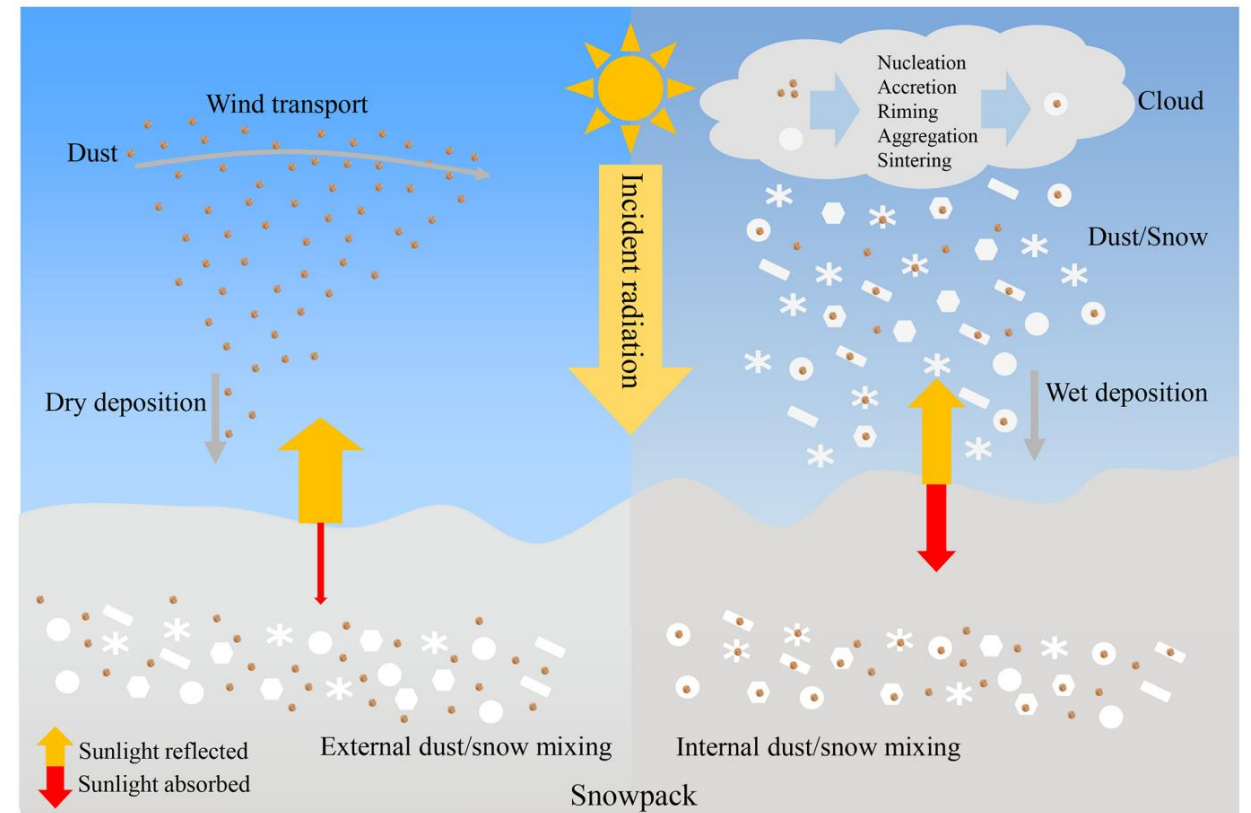 Wind transport
Dust
Dry deposition
Incident radiation
Nucleation
Accretion
Riming
Aggregation
Sintering
Cloud
Dust/Snow
Wet deposition
External dust/snow mixing
Internal dust/snow mixing
Sunlight reflected
Sunlight absorbed
Snowpack